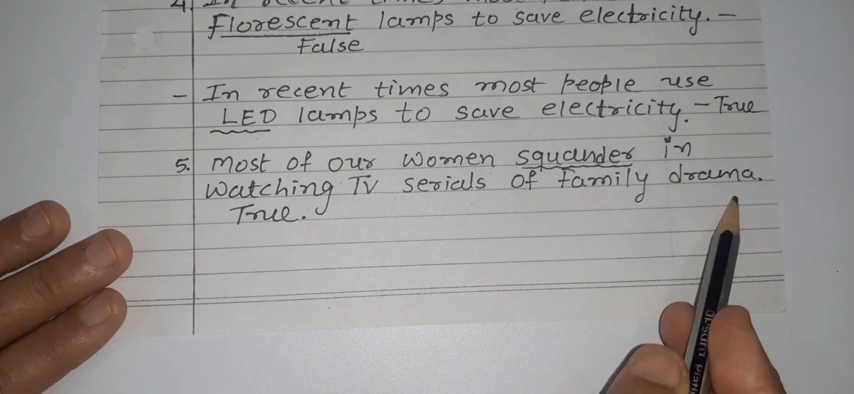 4.
Florescent lamps to save electricity. -
False
- In recent times most people use
LED lamps to save electricity. - True
5. Most of our women squander in
watching TV serials of family drama.
True.